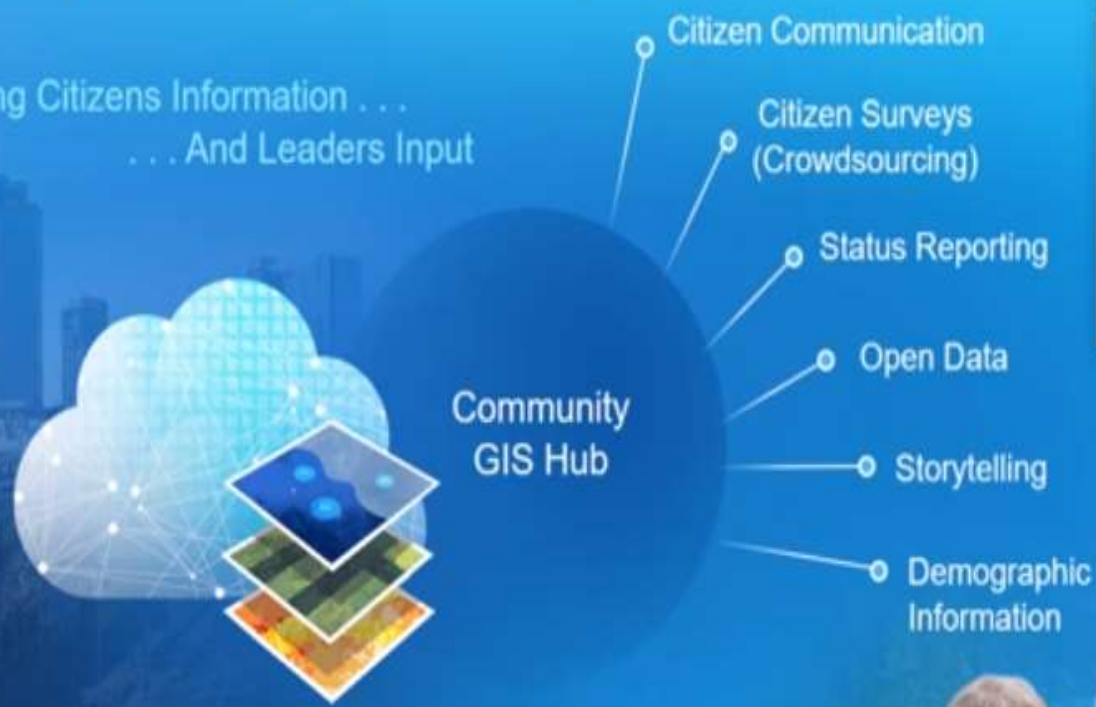 Citizens Information . . .
. . . And Leaders Input
Citizen Communication
Citizen Surveys
(Crowdsourcing)
Status Reporting
Open Data
Storytelling
Demographic
Information
Community
GIS Hub